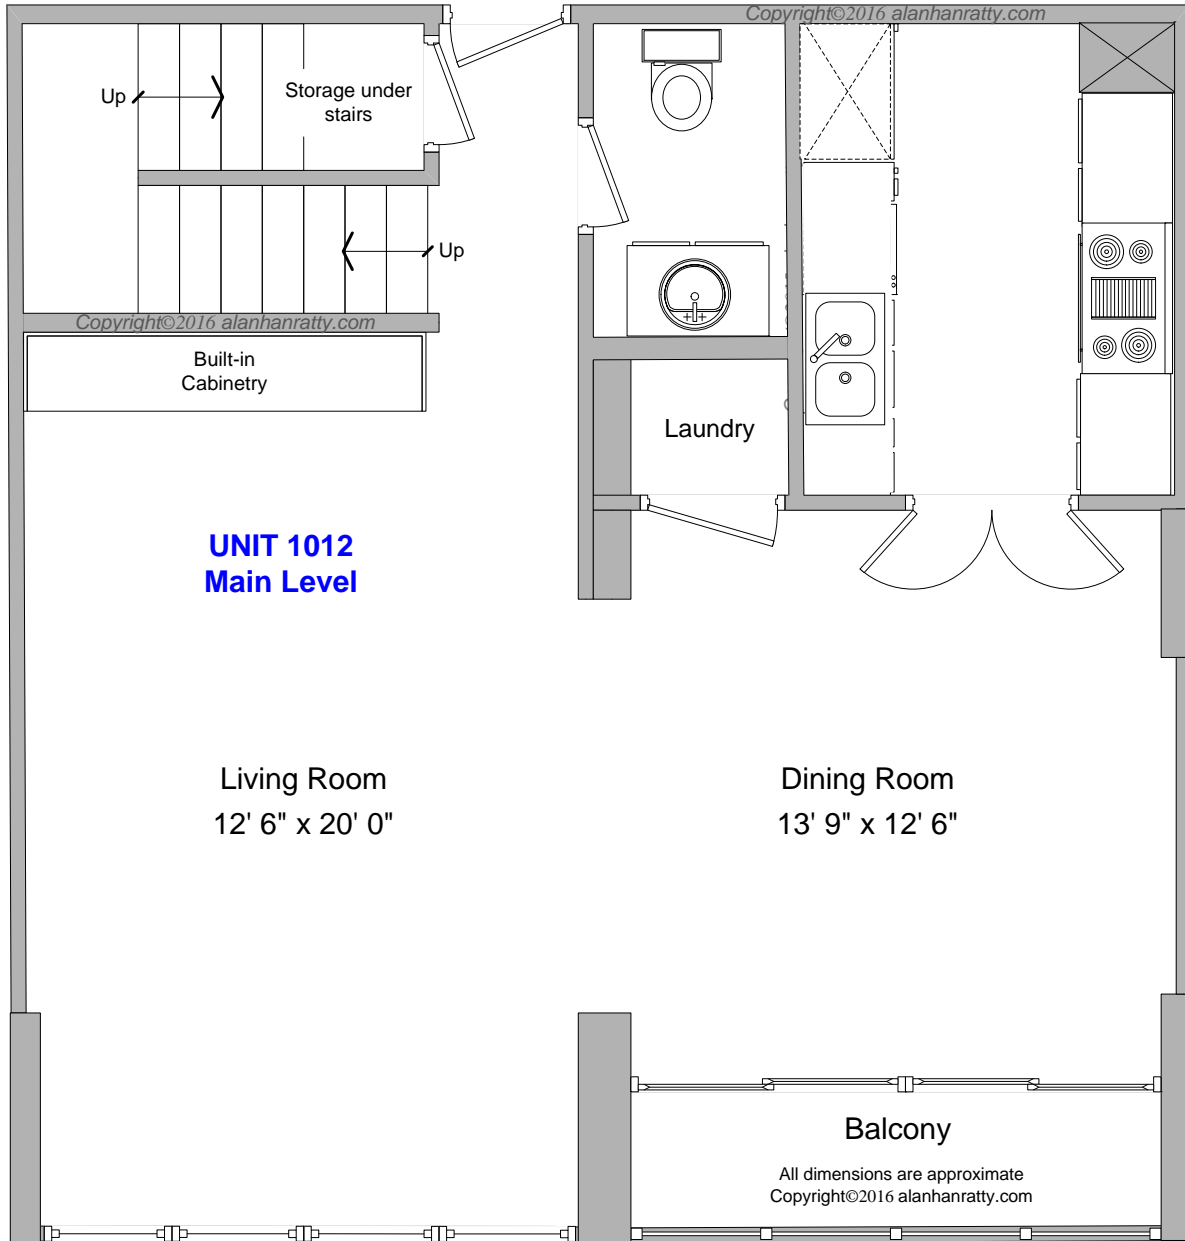 Copyright©2016 alanhanratty.com
Up
Storage under
stairs
Up
Copyright©2016 alanhanratty.com
Built-in
Cabinetry
Laundry
UNIT 1012
Main Level
Living Room
12' 6" x 20' 0"
Dining Room
13' 9" x 12' 6"
Balcony
All dimensions are approximate
Copyright©2016 alanhanratty.com